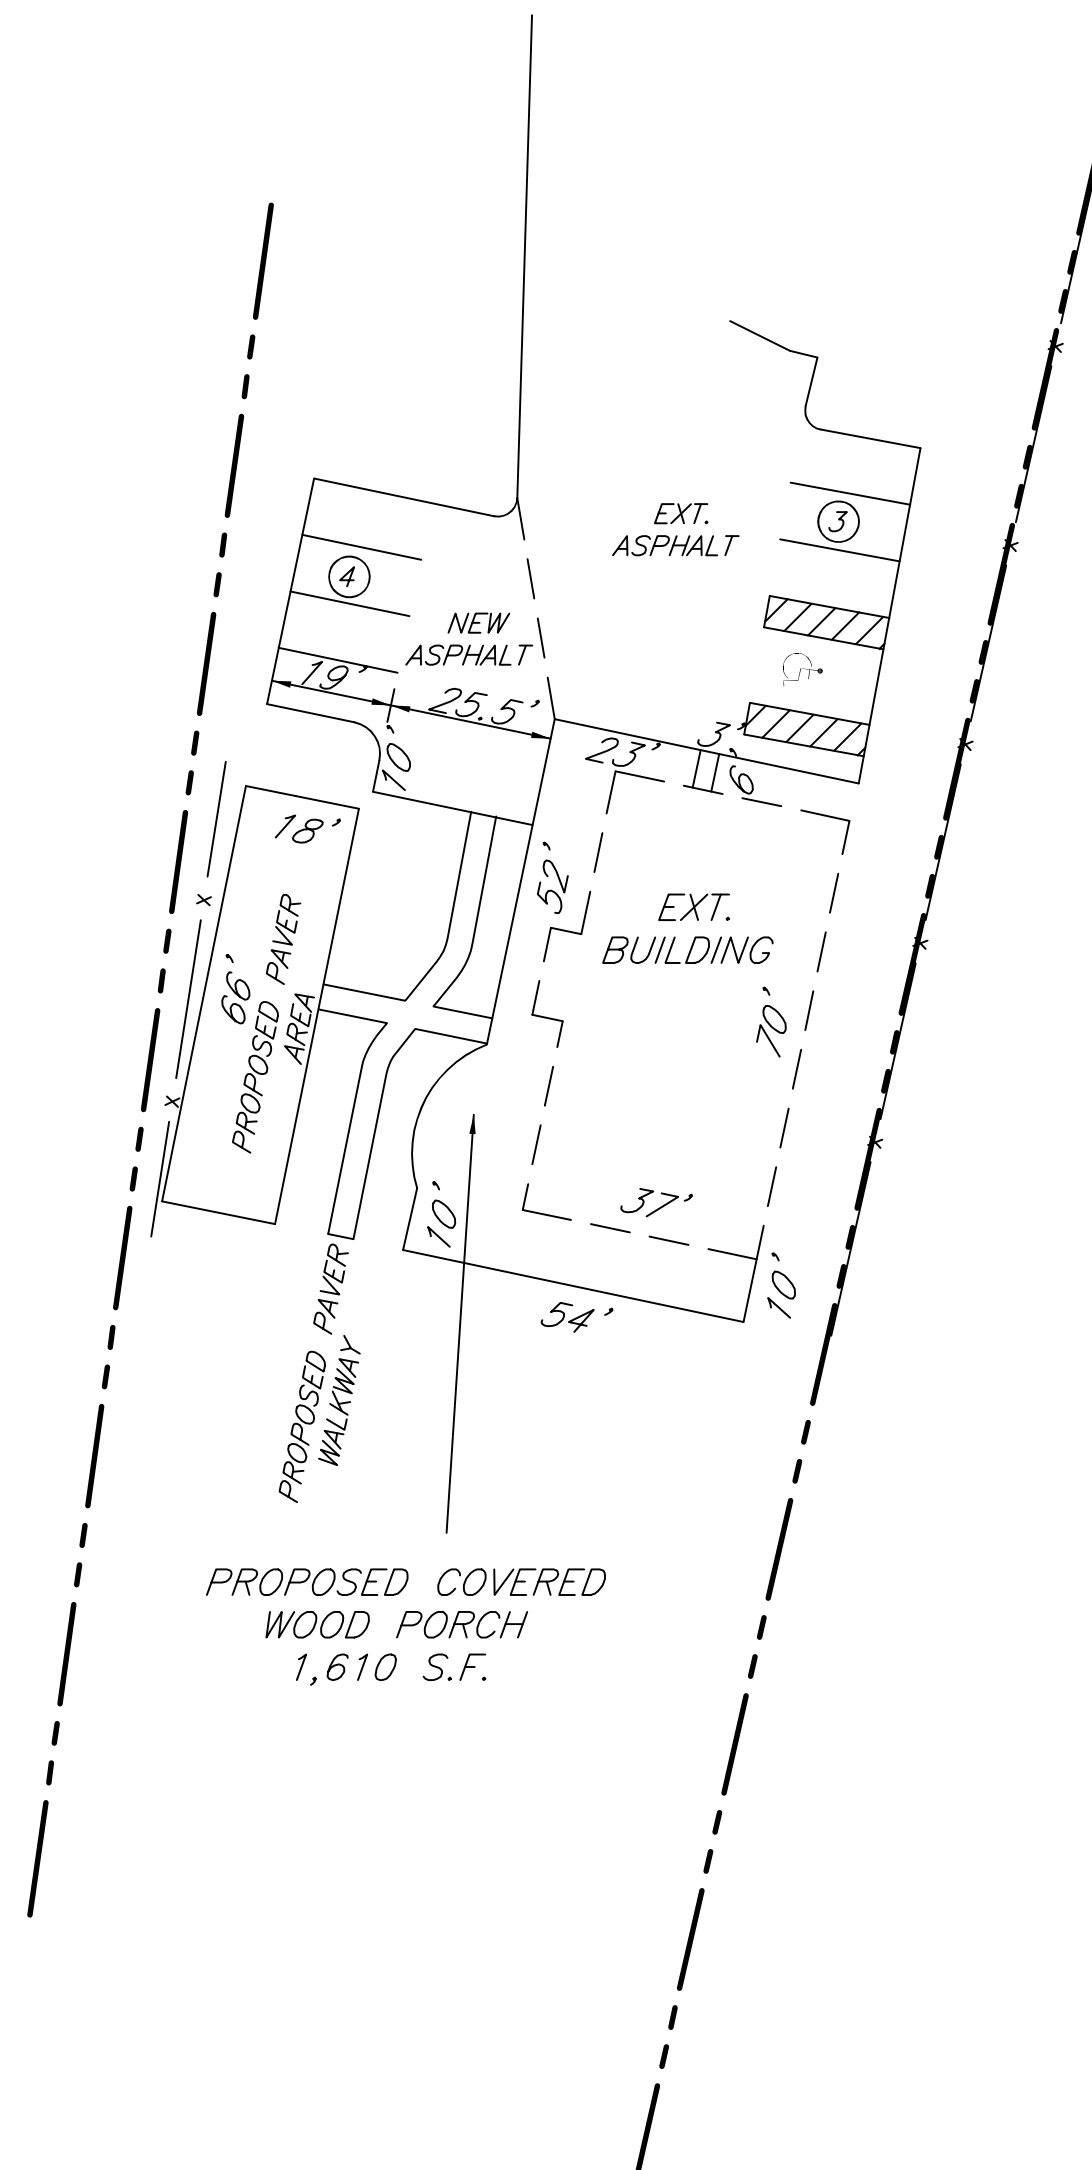 EXT.
ASPHALT
3
4
NEW
ASPHALT
19'
25.5'
10'
23'
3'
6'
18'
52'
EXT.
BUILDING
66'
PROPOSED PAVER
AREA
70'
37'
10'
10'
54'
PROPOSED PAVER
WALKWAY
PROPOSED COVERED
WOOD PORCH
1,610 S.F.
x
x
x
x
x
x
x